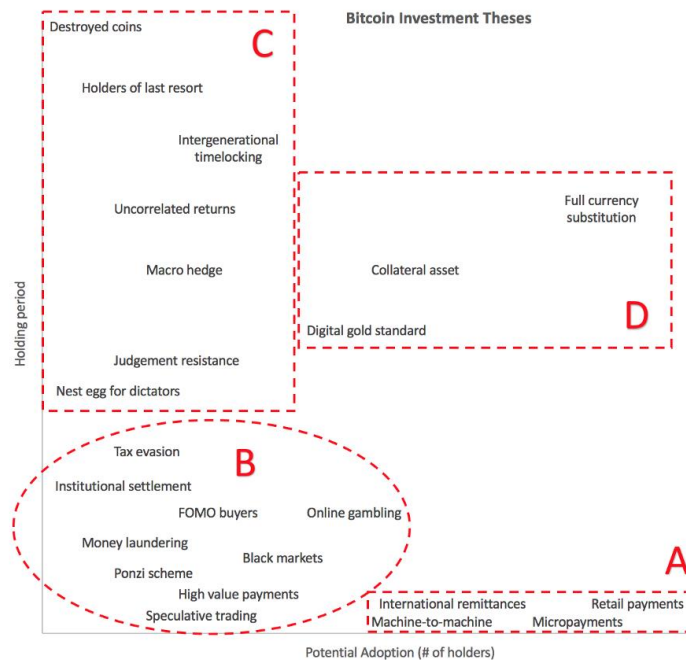 Bitcoin Investment Theses
Destroyed coins
C
Holders of last resort
Intergenerational
timelocking
Uncorrelated returns
Full currency
substitution
Macro hedge
Collateral asset
D
Digital gold standard
Holding period
Judgement resistance
Nest egg for dictators
Tax evasion
B
Institutional settlement
FOMO buyers
Online gambling
Money laundering
Black markets
Ponzi scheme
A
High value payments
International remittances
Retail payments
Speculative trading
Machine-to-machine
Micropayments
Potential Adoption (# of holders)